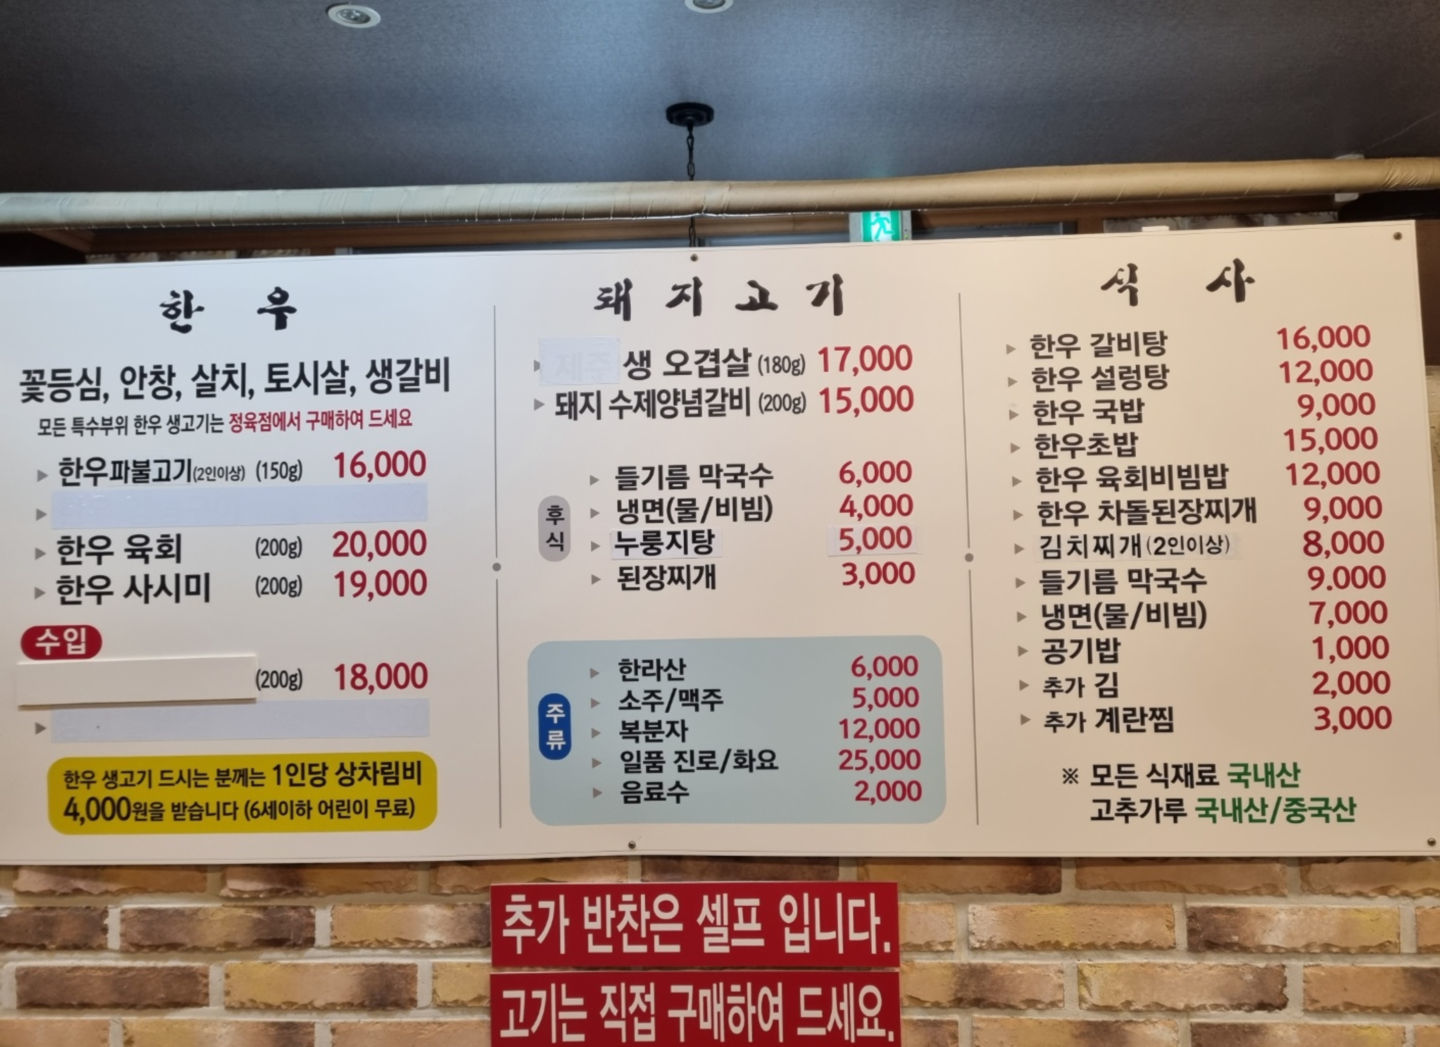 한우
꽃등심, 안창, 살치, 토시살, 생갈비
모든 특수부위 한우 생고기는 정육점에서 구매하여 드세요
한우파불고기(2인이상) (150g) 16,000
한우 육회 (200g) 20,000
한우 사시미 (200g) 19,000
수입
(200g) 18,000
한우 생고기 드시는 분께는 1인당 상차림비
4,000원을 받습니다 (6세이하 어린이 무료)
돼지고기
제주 생 오겹살 (180g) 17,000
돼지 수제양념갈비 (200g) 15,000
후식
들기름 막국수 6,000
냉면(물/비빔) 4,000
누룽지탕 5,000
된장찌개 3,000
주류
한라산 6,000
소주/맥주 5,000
복분자 12,000
일품 진로/화요 25,000
음료수 2,000
식사
한우 갈비탕 16,000
한우 설렁탕 12,000
한우 국밥 9,000
한우초밥 15,000
한우 육회비빔밥 12,000
한우 차돌된장찌개 9,000
김치찌개(2인이상) 8,000
들기름 막국수 9.000
냉면(물/비빔) 7,000
공기밥 1,000
추가 김 2,000
추가 계란찜 3,000
※ 모든 식재료 국내산
고추가루 국내산/중국산
추가 반찬은 셀프 입니다.
고기는 직접 구매하여 드세요.